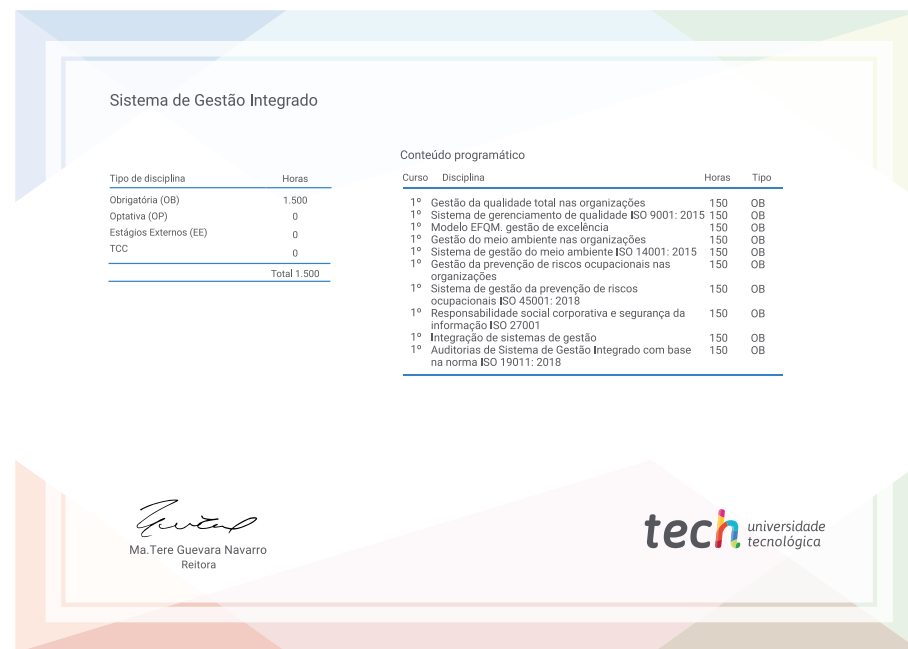 Sistema de Gestão Integrado
Tipo de disciplina Horas
Obrigatória (OB) 1.500
Optativa (OP) 0
Estágios Externos (EE) 0
TCC 0
Total 1.500
Conteúdo programático
Curso Disciplina Horas Tipo
1º Gestão da qualidade total nas organizações 150 OB
1º Sistema de gerenciamento de qualidade ISO 9001: 2015 150 OB
1º Modelo EFQM. gestão de excelência 150 OB
1º Gestão do meio ambiente nas organizações 150 OB
1º Sistema de gestão do meio ambiente ISO 14001: 2015 150 OB
1º Gestão da prevenção de riscos ocupacionais nas 150 OB
organizações
1º Sistema de gestão da prevenção de riscos 150 OB
ocupacionais ISO 45001: 2018
1º Responsabilidade social corporativa e segurança da 150 OB
informação ISO 27001
1º Integração de sistemas de gestão 150 OB
1º Auditorias de Sistema de Gestão Integrado com base 150 OB
na norma ISO 19011: 2018
Ma.Tere Guevara Navarro
Reitora
tech universidade
tecnológica